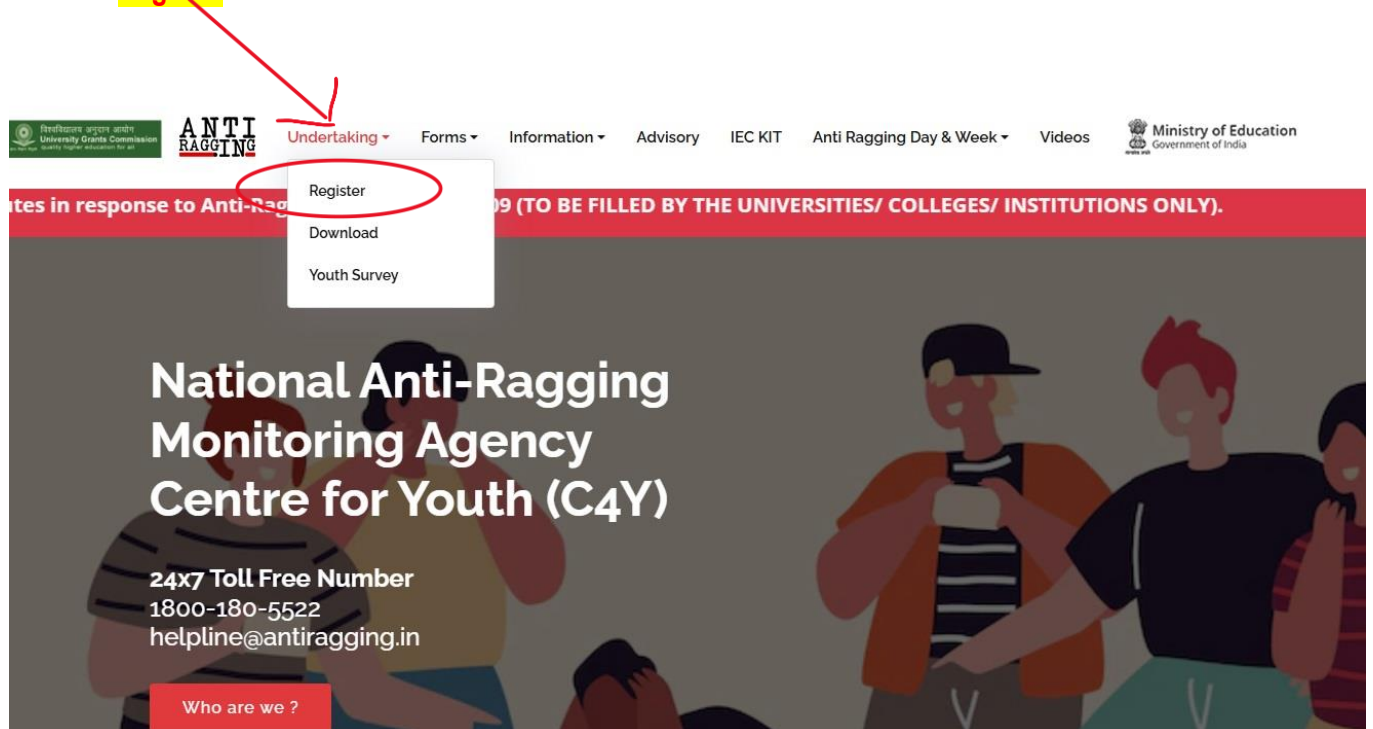 विश्वविद्यालय अनुदान आयोग
University Grants Commission
quality higher education for all
ANTI
RAGGING
Undertaking
Forms
Information
Advisory
IEC KIT
Anti Ragging Day & Week
Videos
Ministry of Education
Government of India
Register
Download
Youth Survey
utes in response to Anti-Rag 09 (TO BE FILLED BY THE UNIVERSITIES/ COLLEGES/ INSTITUTIONS ONLY).
National Anti-Ragging
Monitoring Agency
Centre for Youth (C4Y)
24x7 Toll Free Number
1800-180-5522
helpline@antiragging.in
Who are we ?